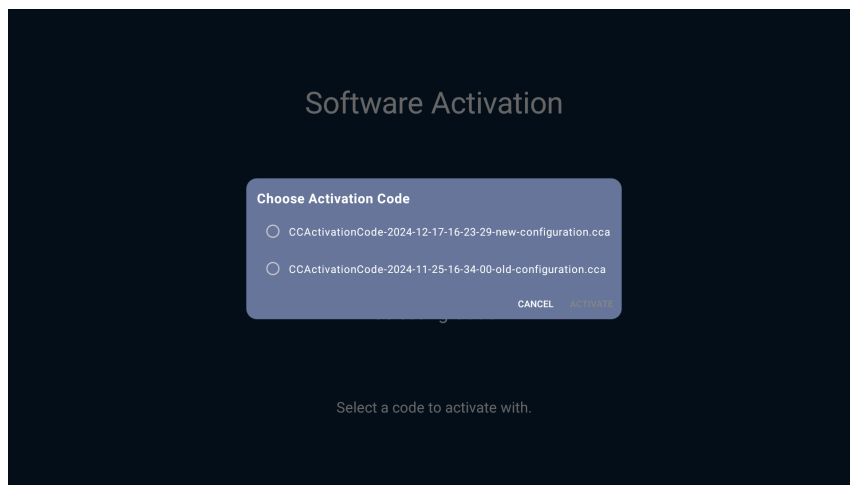 Software Activation
Choose Activation Code
CCActivationCode-2024-12-17-16-23-29-new-configuration.cca
CCActivationCode-2024-11-25-16-34-00-old-configuration.cca
CANCEL ACTIVATE
Select a code to activate with.